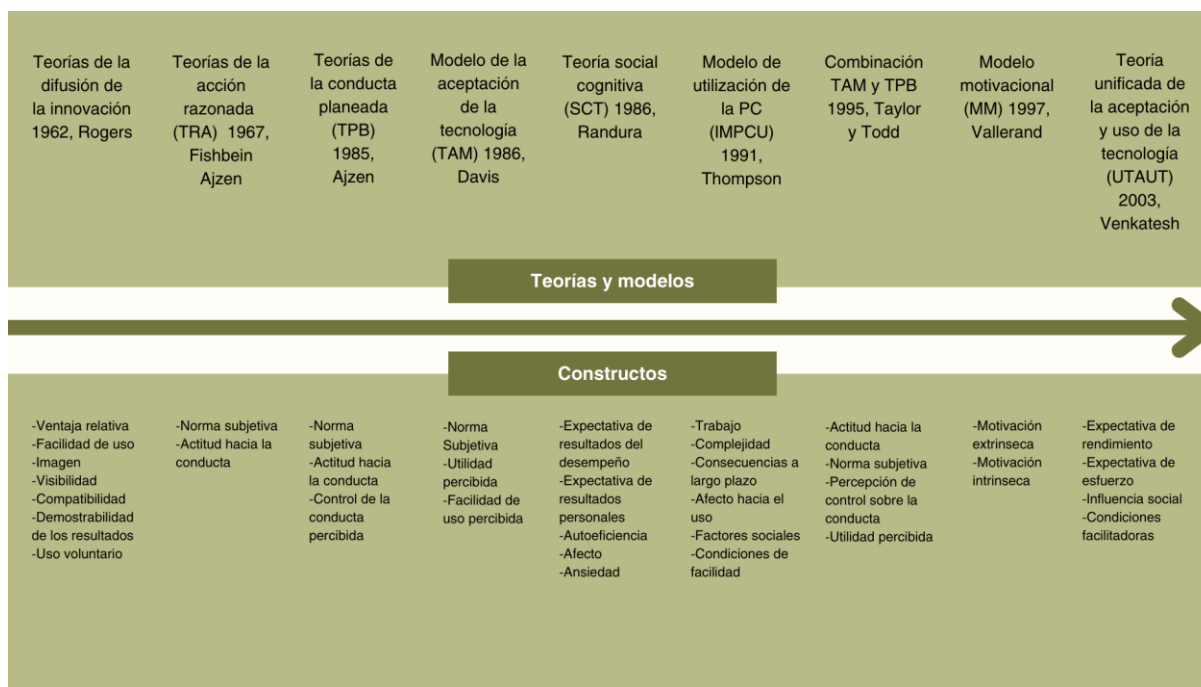 Teorías de la
difusión de
la innovación
1962, Rogers
Teorías de la
acción
razonada
(TRA) 1967,
Fishbein
Ajzen
Teorías de
la conducta
planeada
(TPB)
1985,
Ajzen
Modelo de la
aceptación
de la
tecnología
(TAM) 1986,
Davis
Teoría social
cognitiva
(SCT) 1986,
Randura
Modelo de
utilización de
la PC
(IMPCU)
1991,
Thompson
Combinación
TAM y TPB
1995, Taylor
y Todd
Modelo
motivacional
(MM) 1997,
Vallerand
Teoría
unificada de
la aceptación
y uso de la
tecnología
(UTAUT)
2003,
Venkatesh
Teorías y modelos
Constructos
-Ventaja relativa
-Facilidad de uso
-Imagen
-Visibilidad
-Compatibilidad
-Demostrabilidad
de los resultados
-Uso voluntario
-Norma subjetiva
-Actitud hacia la
conducta
-Norma
subjetiva
-Actitud hacia
la conducta
-Control de la
conducta
percibida
-Norma
Subjetiva
-Utilidad
percibida
-Facilidad de
uso percibida
-Expectativa de
resultados del
desempeño
-Expectativa de
resultados
personales
-Autoeficiencia
-Afecto
-Ansiedad
-Trabajo
-Complejidad
-Consecuencias a
largo plazo
-Afecto hacia el
uso
-Factores sociales
-Condiciones de
facilidad
-Actitud hacia la
conducta
-Norma subjetiva
-Percepción de
control sobre la
conducta
-Utilidad percibida
-Motivación
extrinseca
-Motivación
intrinseca
-Expectativa de
rendimiento
-Expectativa de
esfuerzo
-Influencia social
-Condiciones
facilitadoras